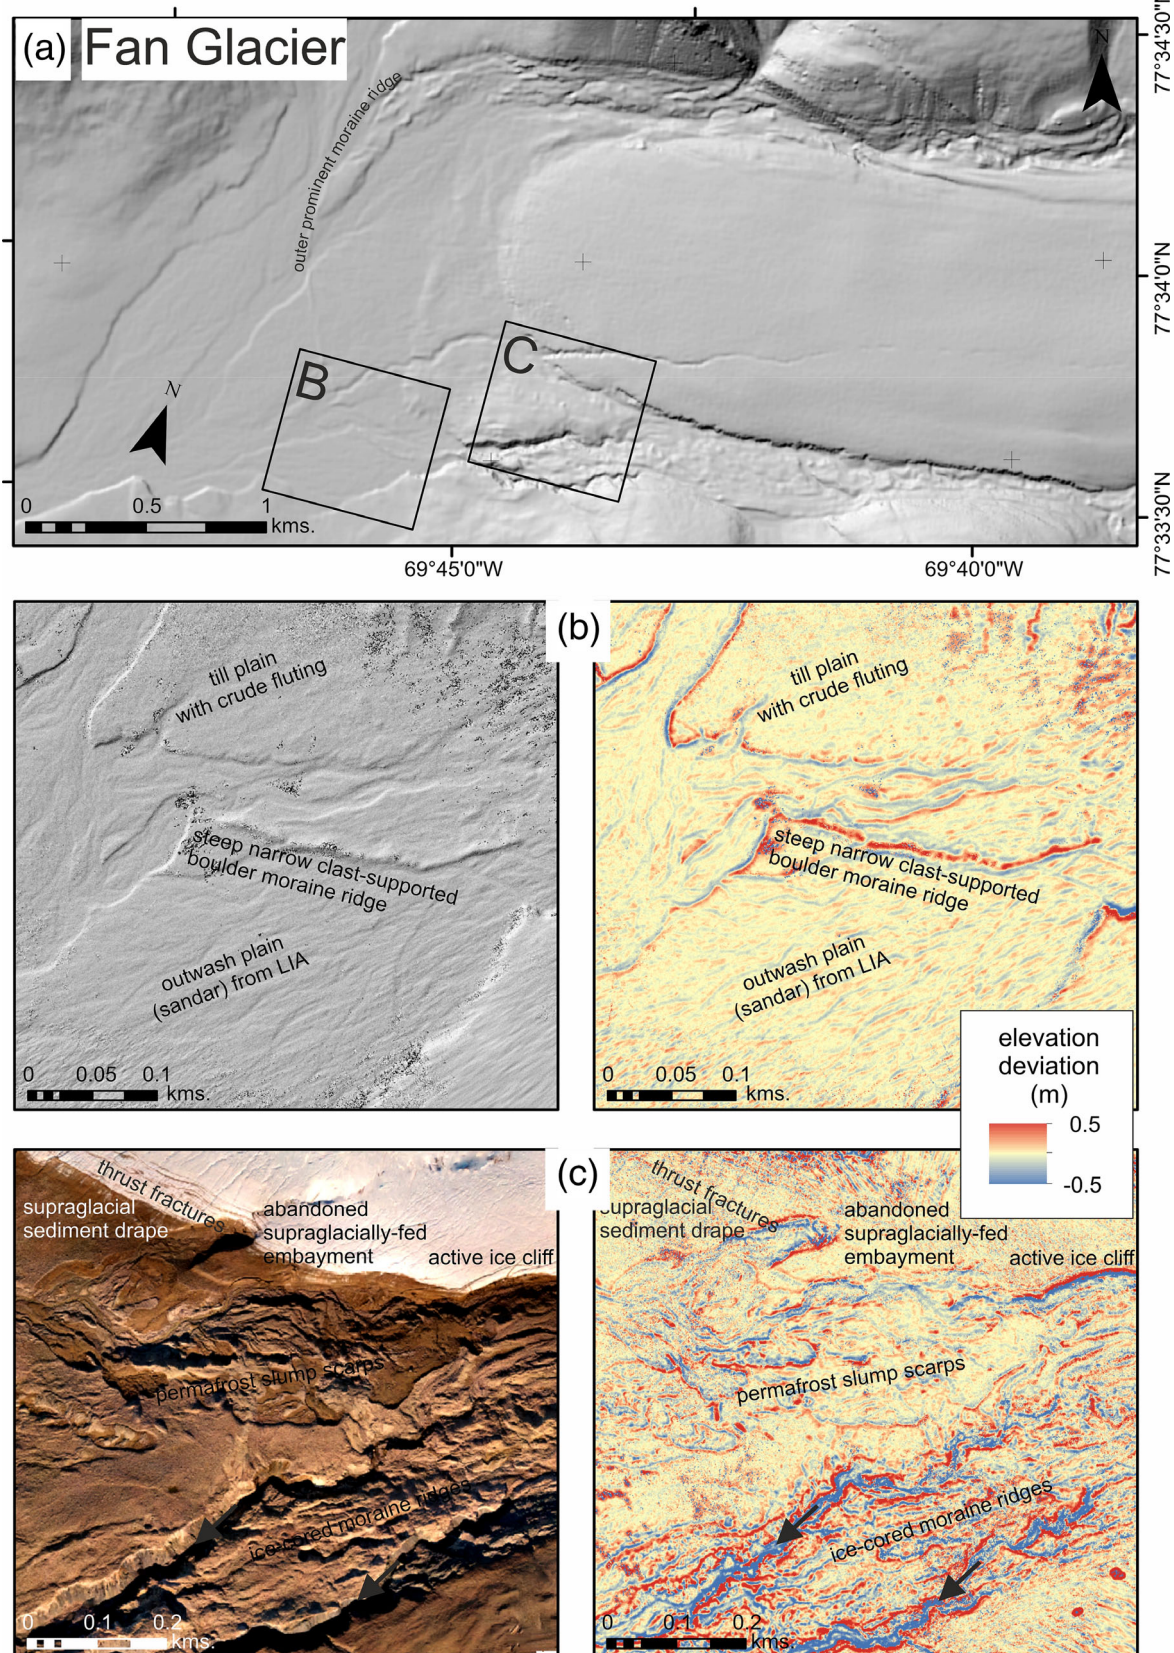 (a) Fan Glacier
N
77°34'30"N
outer prominent moraine ridge
77°34'0"N
C
B
N
0 0.5 1
kms.
77°33'30"N
69°45'0"W 69°40'0"W
(b)
till plain
with crude fluting
steep narrow clast-supported
boulder moraine ridge
outwash plain
(sandar) from LIA
0 0.05 0.1
kms.
till plain
with crude fluting
steep narrow clast-supported
boulder moraine ridge
outwash plain
(sandar) from LIA
0 0.05 0.1
kms.
elevation
deviation
(m)
0.5
-0.5
(c)
thrust fractures
supraglacial
sediment drape
abandoned
supraglacially-fed
embayment
active ice cliff
permafrost slump scarps
ice-cored moraine ridges
0 0.1 0.2
kms.
thrust fractures
supraglacial
sediment drape
abandoned
supraglacially-fed
embayment
active ice cliff
permafrost slump scarps
ice-cored moraine ridges
0 0.1 0.2
kms.